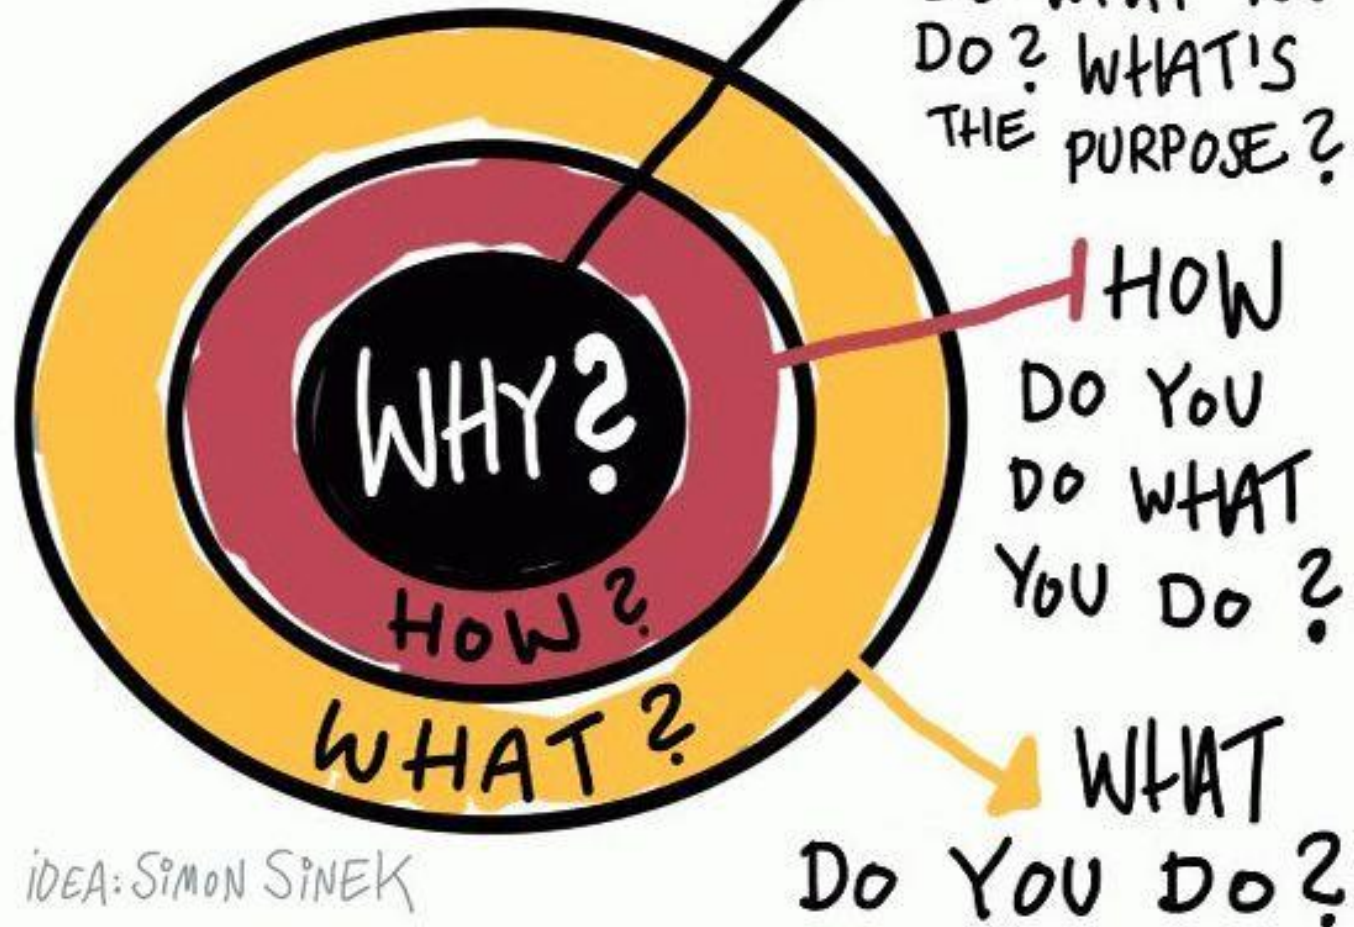 DO? WHAT'S
THE PURPOSE?
HOW
DO YOU
DO WHAT
YOU DO?
WHY?
HOW?
WHAT?
WHAT
DO YOU DO?
iDEA: SiMON SiNEK